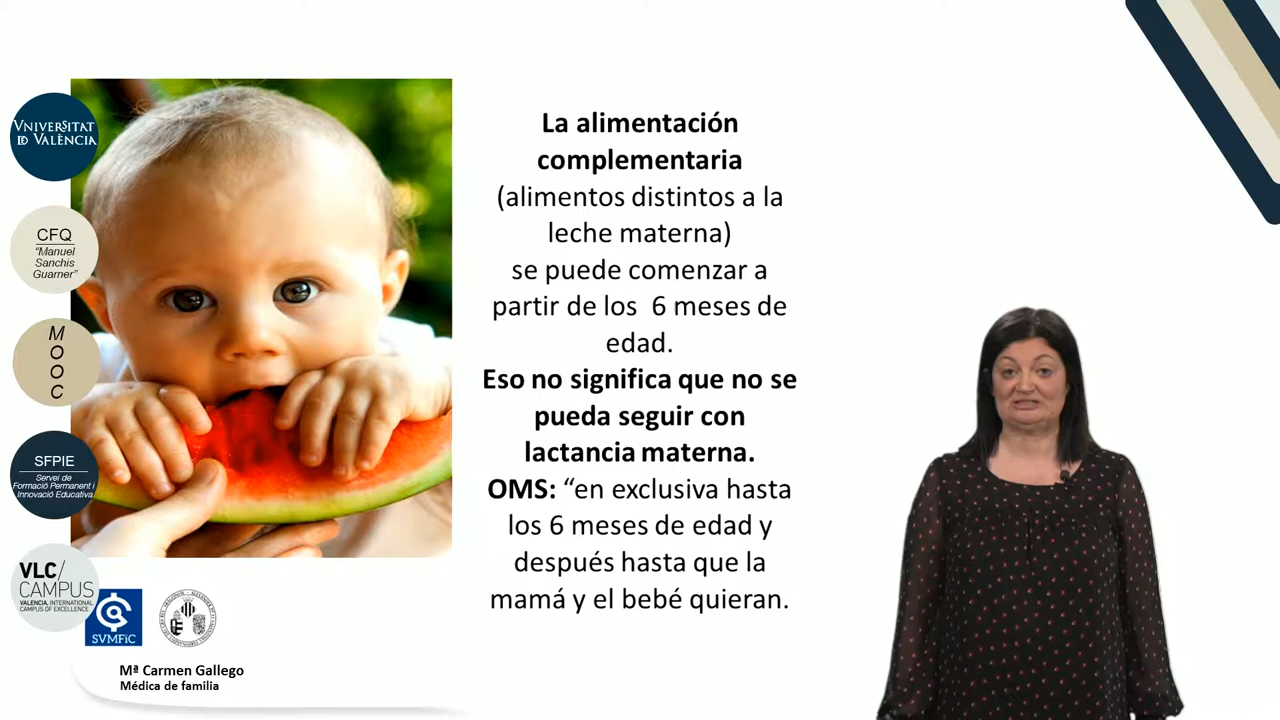 VNIVERSITAT
ID VALÈNCIA
CFQ
"Manuel
Sanchis
Guarner"
M
O
O
C
SFPIE
Servei de
Formació Permanent i
Innovació Educativa
VLC/
CAMPUS
VALENCIA, INTERNATIONAL
CAMPUS OF EXCELLENCE
SVMFiC
Mª Carmen Gallego
Médica de familia
La alimentación
complementaria
(alimentos distintos a la
leche materna)
se puede comenzar a
partir de los 6 meses de
edad.
Eso no significa que no se
pueda seguir con
lactancia materna.
OMS: “en exclusiva hasta
los 6 meses de edad y
después hasta que la
mamá y el bebé quieran.